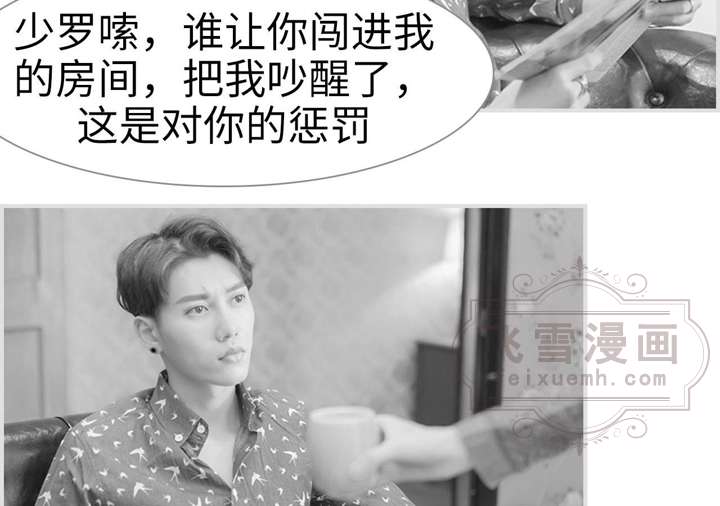 少罗嗦，谁让你闯进我
的房间，把我吵醒了，
这是对你的惩罚
飞雪漫画
feixuemh.com